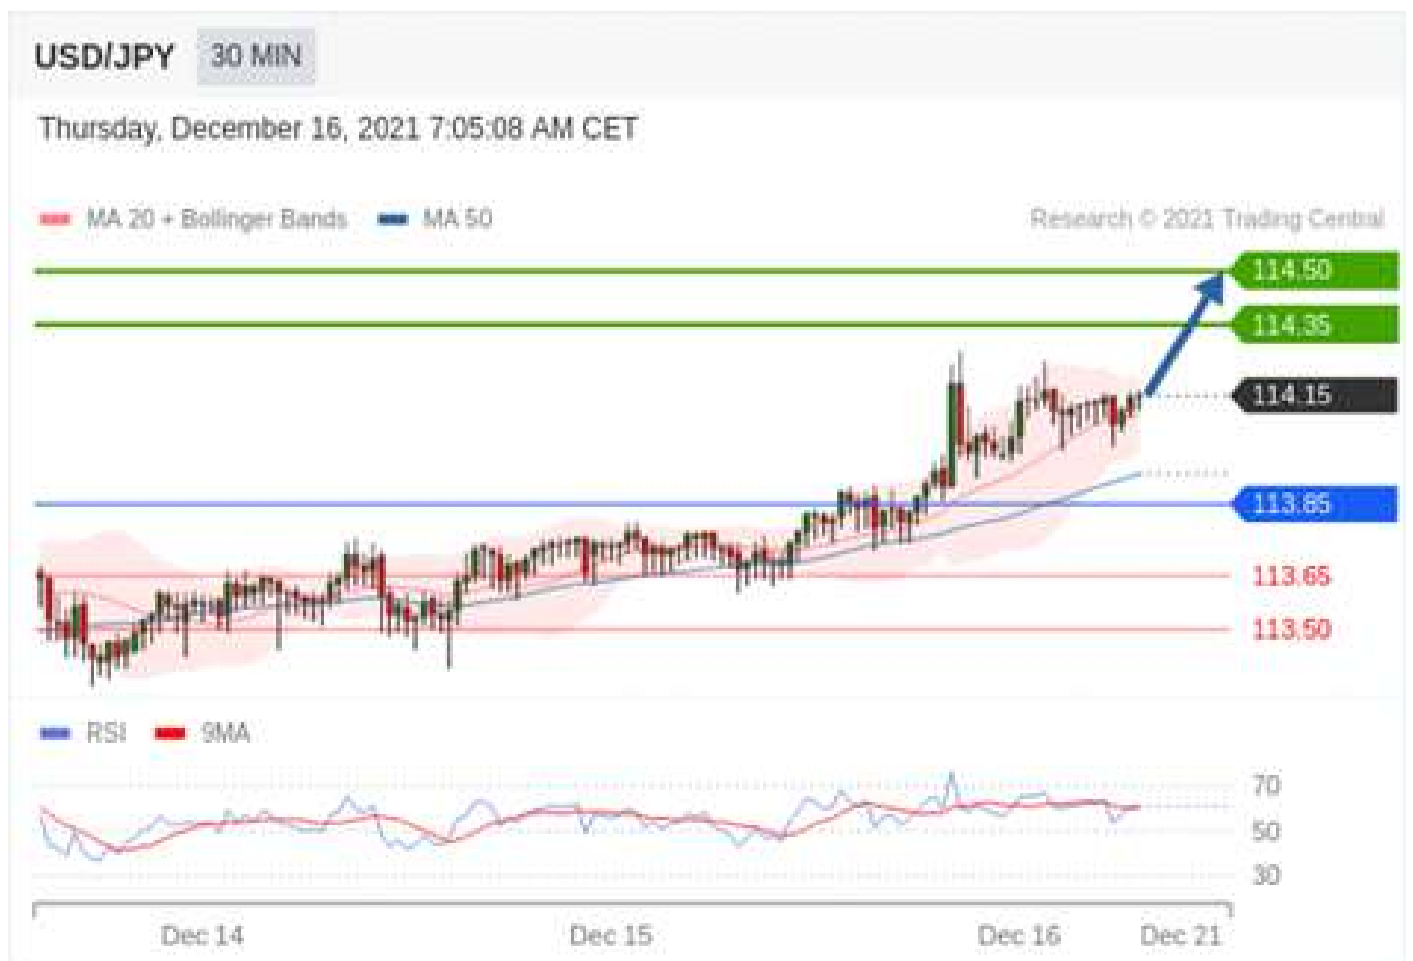 USD/JPY 30 MIN
Thursday, December 16, 2021 7:05:08 AM CET
MA 20 + Bollinger Bands MA 50 Research © 2021 Trading Central
114.50
114.35
114.15
113.85
113.65
113.50
RSI 9MA
70
50
30
Dec 14 Dec 15 Dec 16 Dec 21